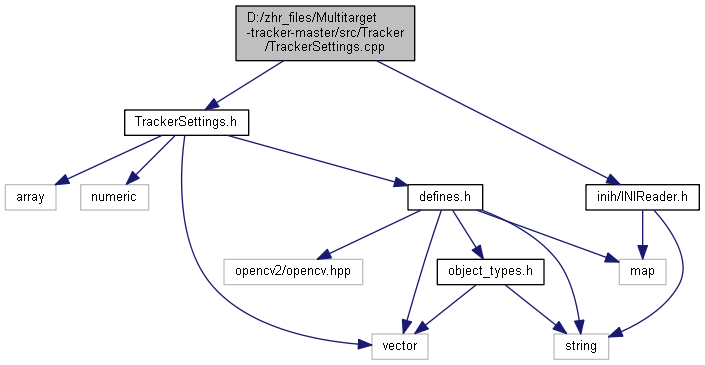 D:/zhr_files/Multitarget
-tracker-master/src/Tracker
/TrackerSettings.cpp
TrackerSettings.h
array
numeric
defines.h
inih/INIReader.h
opencv2/opencv.hpp
object_types.h
map
vector
string